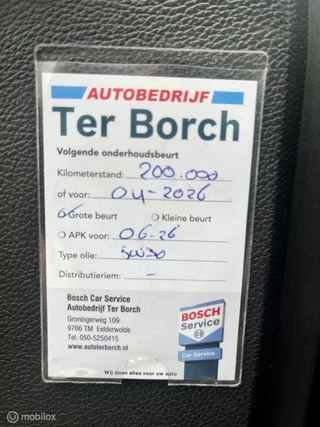 AUTOBEDRIJF
Ter Borch
Volgende onderhoudsbeurt
Kilometerstand: 200.000
of voor: 04-2026
Grote beurt O Kleine beurt
O APK voor: 06-26
Type olie: 5W30
Distributieriem: -
Bosch Car Service
Autobedrijf Ter Borch
Groningerweg 109
9766 TM Eelderwolde
Tel. 050-5250415
www.autoterborch.nl
BOSCH
Service
Car Service
Wij doen alles voor uw auto
© mobilox